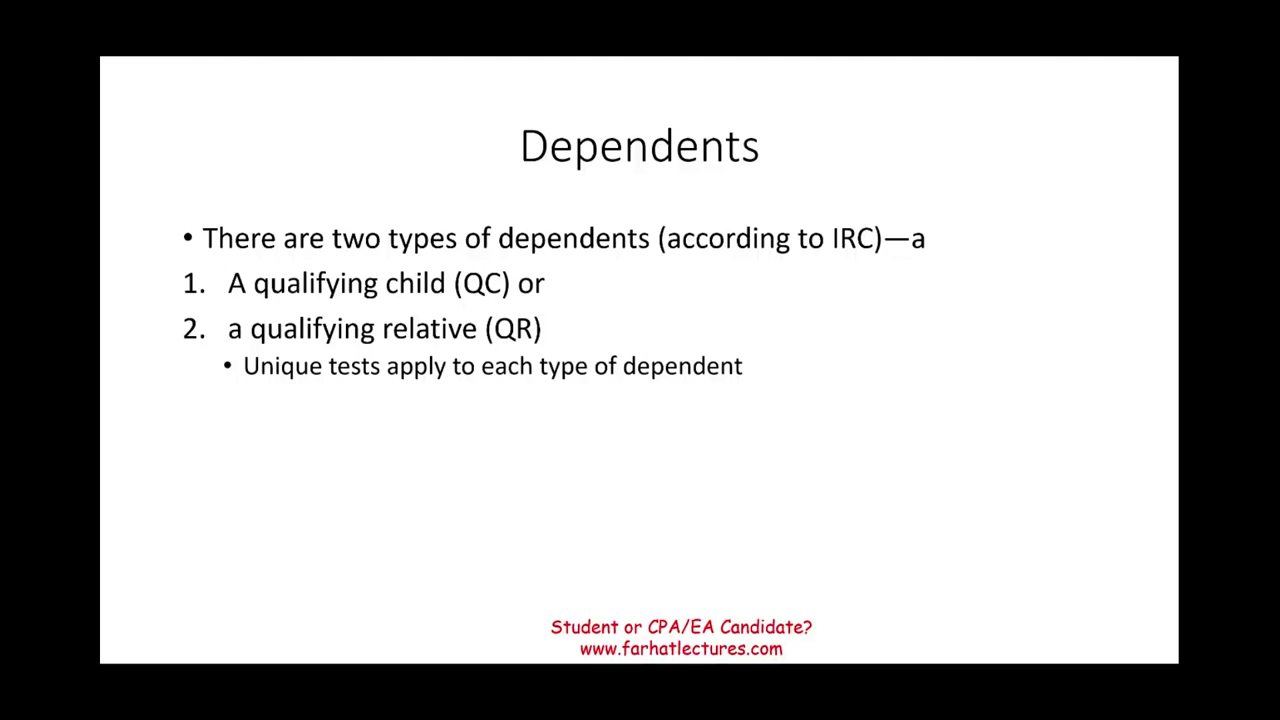 Dependents
• There are two types of dependents (according to IRC)—a
1. A qualifying child (QC) or
2. a qualifying relative (QR)
• Unique tests apply to each type of dependent
Student or CPA/EA Candidate?
www.farhatlectures.com